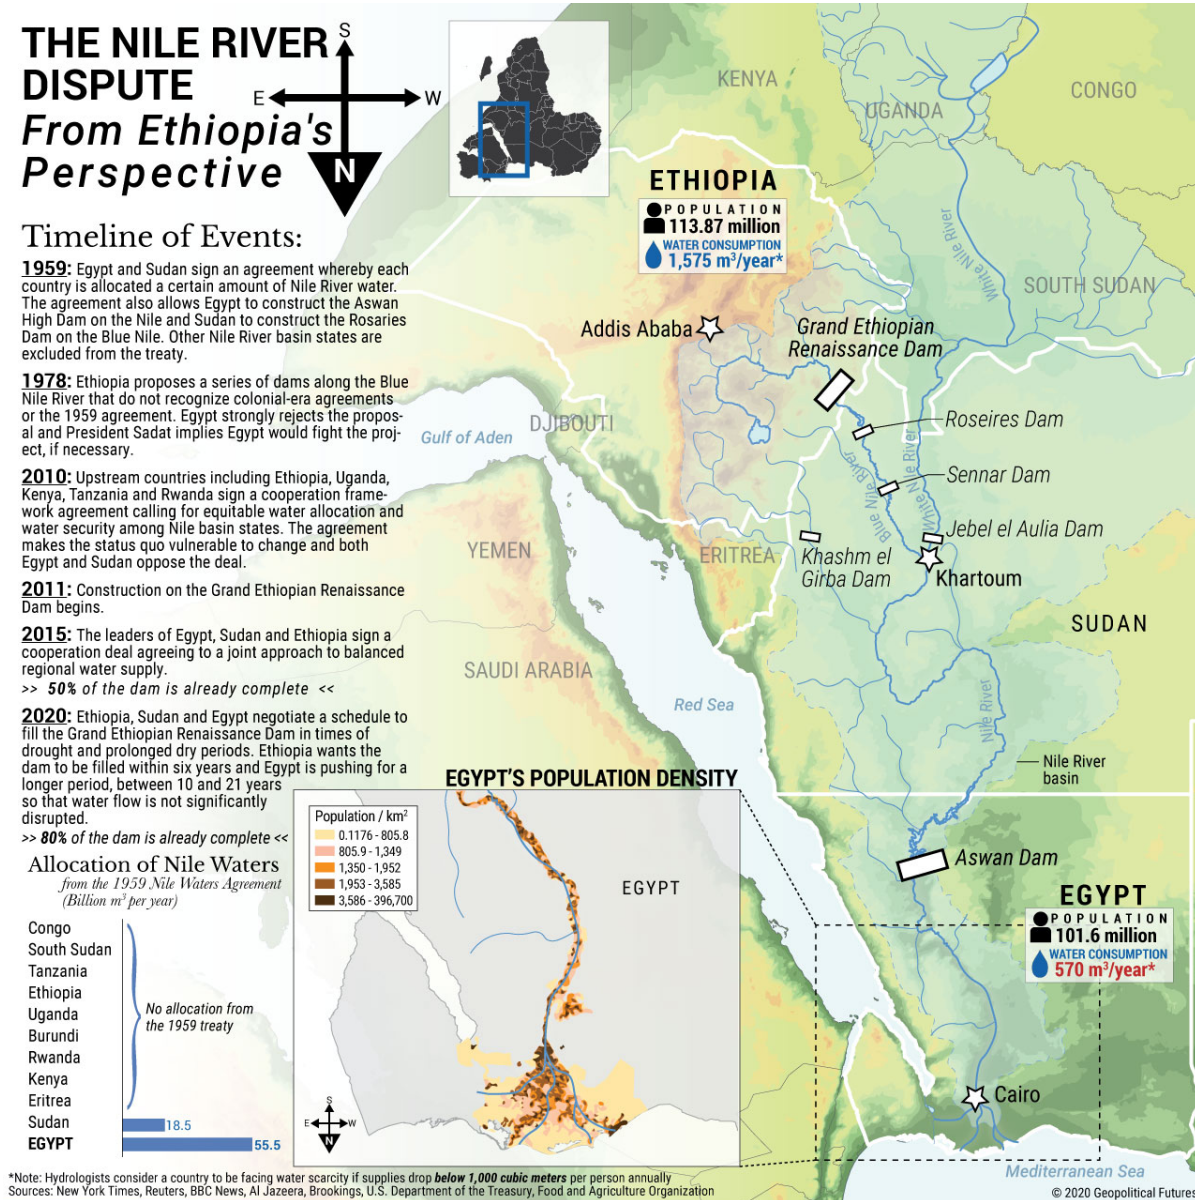 THE NILE RIVER
DISPUTE
From Ethiopia's
Perspective
S
E
W
N
Timeline of Events:
1959: Egypt and Sudan sign an agreement whereby each
country is allocated a certain amount of Nile River water.
The agreement also allows Egypt to construct the Aswan
High Dam on the Nile and Sudan to construct the Rosaries
Dam on the Blue Nile. Other Nile River basin states are
excluded from the treaty.
1978: Ethiopia proposes a series of dams along the Blue
Nile River that do not recognize colonial-era agreements
or the 1959 agreement. Egypt strongly rejects the propos-
al and President Sadat implies Egypt would fight the proj-
ect, if necessary.
2010: Upstream countries including Ethiopia, Uganda,
Kenya, Tanzania and Rwanda sign a cooperation frame-
work agreement calling for equitable water allocation and
water security among Nile basin states. The agreement
makes the status quo vulnerable to change and both
Egypt and Sudan oppose the deal.
2011: Construction on the Grand Ethiopian Renaissance
Dam begins.
2015: The leaders of Egypt, Sudan and Ethiopia sign a
cooperation deal agreeing to a joint approach to balanced
regional water supply.
>> 50% of the dam is already complete <<
2020: Ethiopia, Sudan and Egypt negotiate a schedule to
fill the Grand Ethiopian Renaissance Dam in times of
drought and prolonged dry periods. Ethiopia wants the
dam to be filled within six years and Egypt is pushing for a
longer period, between 10 and 21 years
so that water flow is not significantly
disrupted.
>> 80% of the dam is already complete <<
Allocation of Nile Waters
from the 1959 Nile Waters Agreement
(Billion m³ per year)
Congo
South Sudan
Tanzania
Ethiopia
Uganda
Burundi
Rwanda
Kenya
Eritrea
No allocation from
the 1959 treaty
Sudan 18.5
EGYPT 55.5
KENYA
UGANDA
CONGO
ETHIOPIA
POPULATION
113.87 million
WATER CONSUMPTION
1,575 m³/year*
White Nile River
SOUTH SUDAN
Addis Ababa
Grand Ethiopian
Renaissance Dam
DJIBOUTI
Gulf of Aden
Roseires Dam
Sennar Dam
Blue Nile River
White Nile River
Jebel el Aulia Dam
YEMEN
ERITREA
Khashm el
Girba Dam
Khartoum
SUDAN
SAUDI ARABIA
Red Sea
Nile River
Nile River
basin
Aswan Dam
EGYPT
POPULATION
101.6 million
WATER CONSUMPTION
570 m³/year*
Cairo
Mediterranean Sea
EGYPT'S POPULATION DENSITY
Population / km²
0.1176 - 805.8
805.9 - 1,349
1,350 - 1,952
1,953 - 3,585
3,586 - 396,700
EGYPT
S
E
W
N
*Note: Hydrologists consider a country to be facing water scarcity if supplies drop below 1,000 cubic meters per person annually
Sources: New York Times, Reuters, BBC News, Al Jazeera, Brookings, U.S. Department of the Treasury, Food and Agriculture Organization
© 2020 Geopolitical Futures